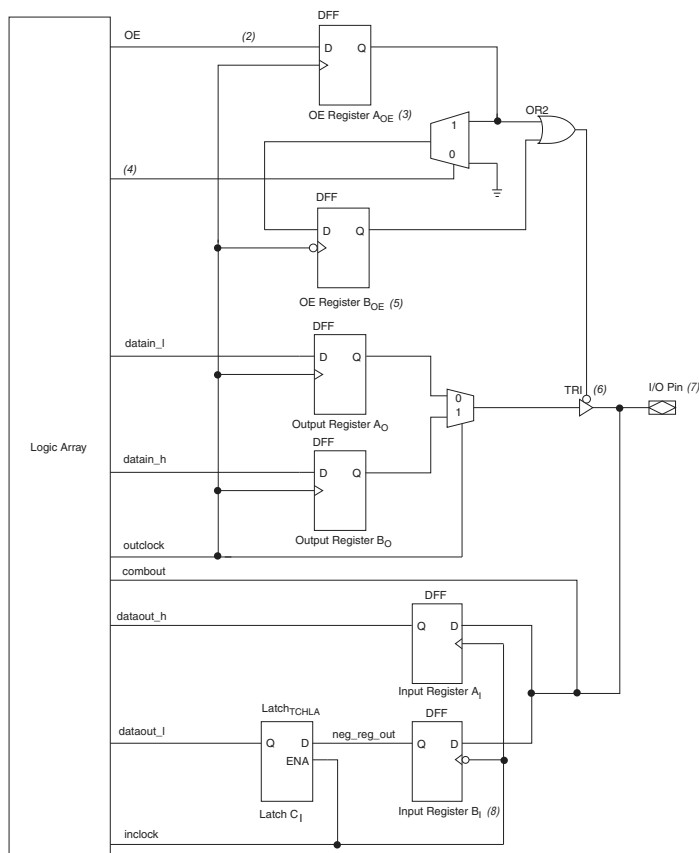 DFF
OE (2) D Q
OE Register A_OE (3)
OR2
1
0
(4)
DFF
D Q
OE Register B_OE (5)
DFF
datain_l D Q
TRI (6) I/O Pin (7)
0
1
Output Register A_O
Logic Array
DFF
datain_h D Q
Output Register B_O
outclock
combout
DFF
dataout_h Q D
Input Register A_I
Latch_TCHLA DFF
dataout_l Q D neg_reg_out Q D
ENA
Latch C_I Input Register B_I (8)
inclock